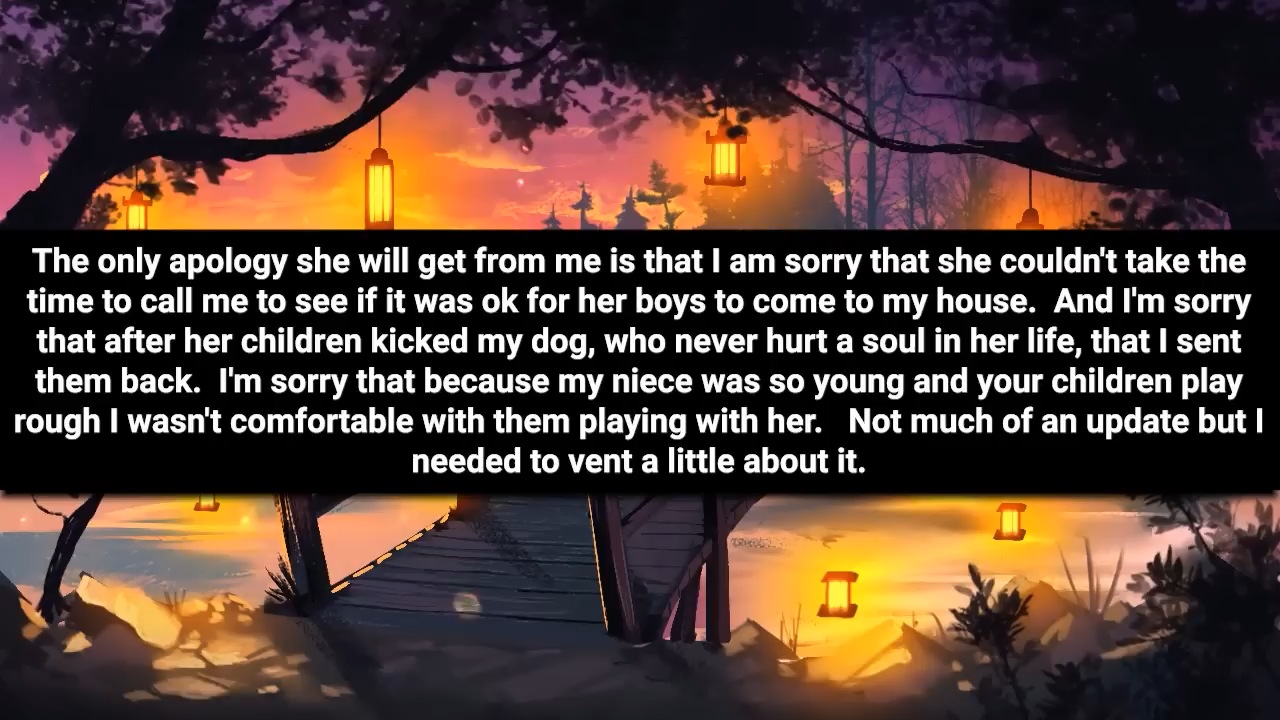 The only apology she will get from me is that I am sorry that she couldn't take the
time to call me to see if it was ok for her boys to come to my house.  And I'm sorry
that after her children kicked my dog, who never hurt a soul in her life, that I sent
them back.  I'm sorry that because my niece was so young and your children play
rough I wasn't comfortable with them playing with her.   Not much of an update but I
needed to vent a little about it.